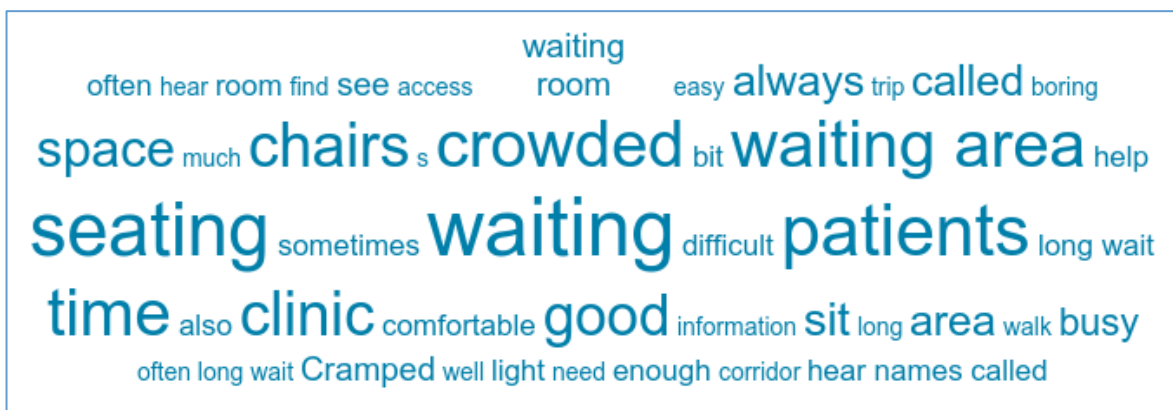 waiting
often hear room find see access room easy always trip called boring
space much chairs s crowded bit waiting area help
seating sometimes waiting difficult patients long wait
time also clinic comfortable good information sit long area walk busy
often long wait Cramped well light need enough corridor hear names called